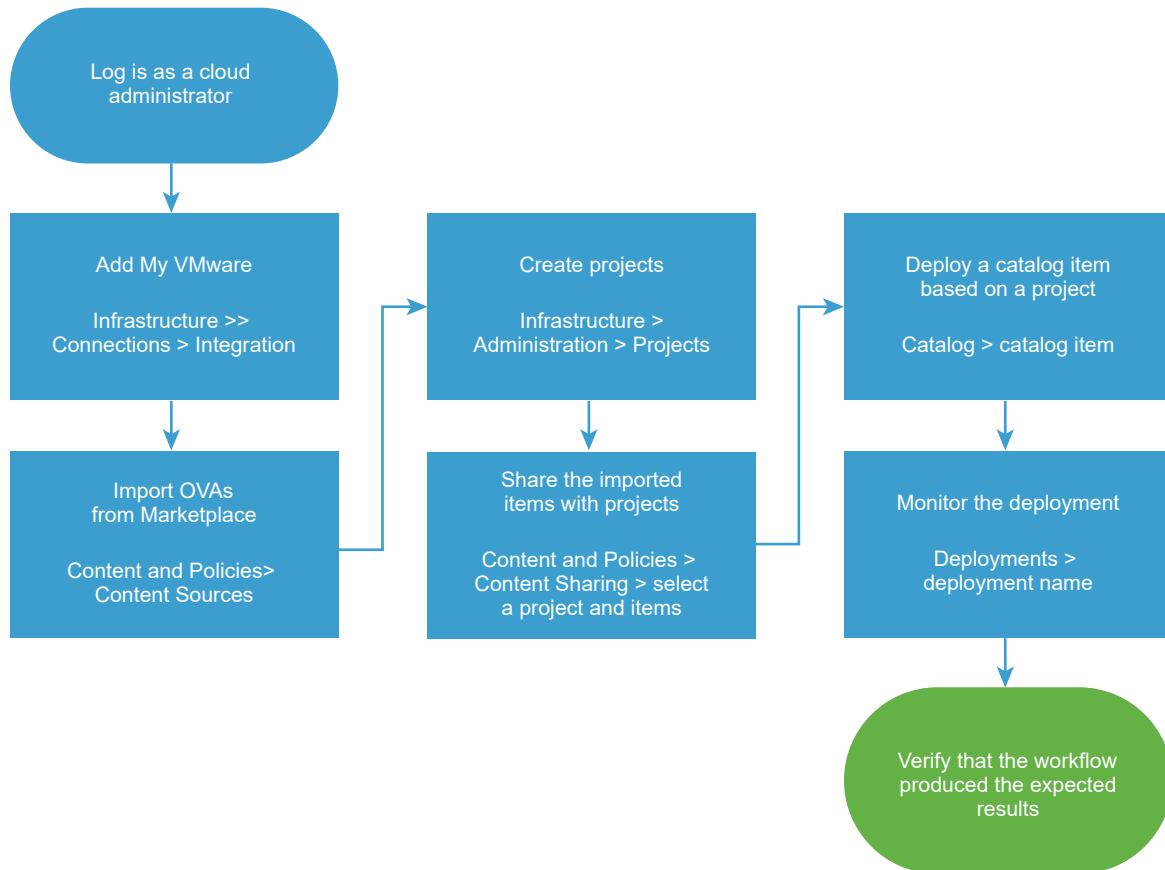 Log is as a cloud
administrator
Add My VMware
Infrastructure >>
Connections > Integration
Import OVAs
from Marketplace
Content and Policies>
Content Sources
Create projects
Infrastructure >
Administration > Projects
Share the imported
items with projects
Content and Policies >
Content Sharing > select
a project and items
Deploy a catalog item
based on a project
Catalog > catalog item
Monitor the deployment
Deployments >
deployment name
Verify that the workflow
produced the expected
results